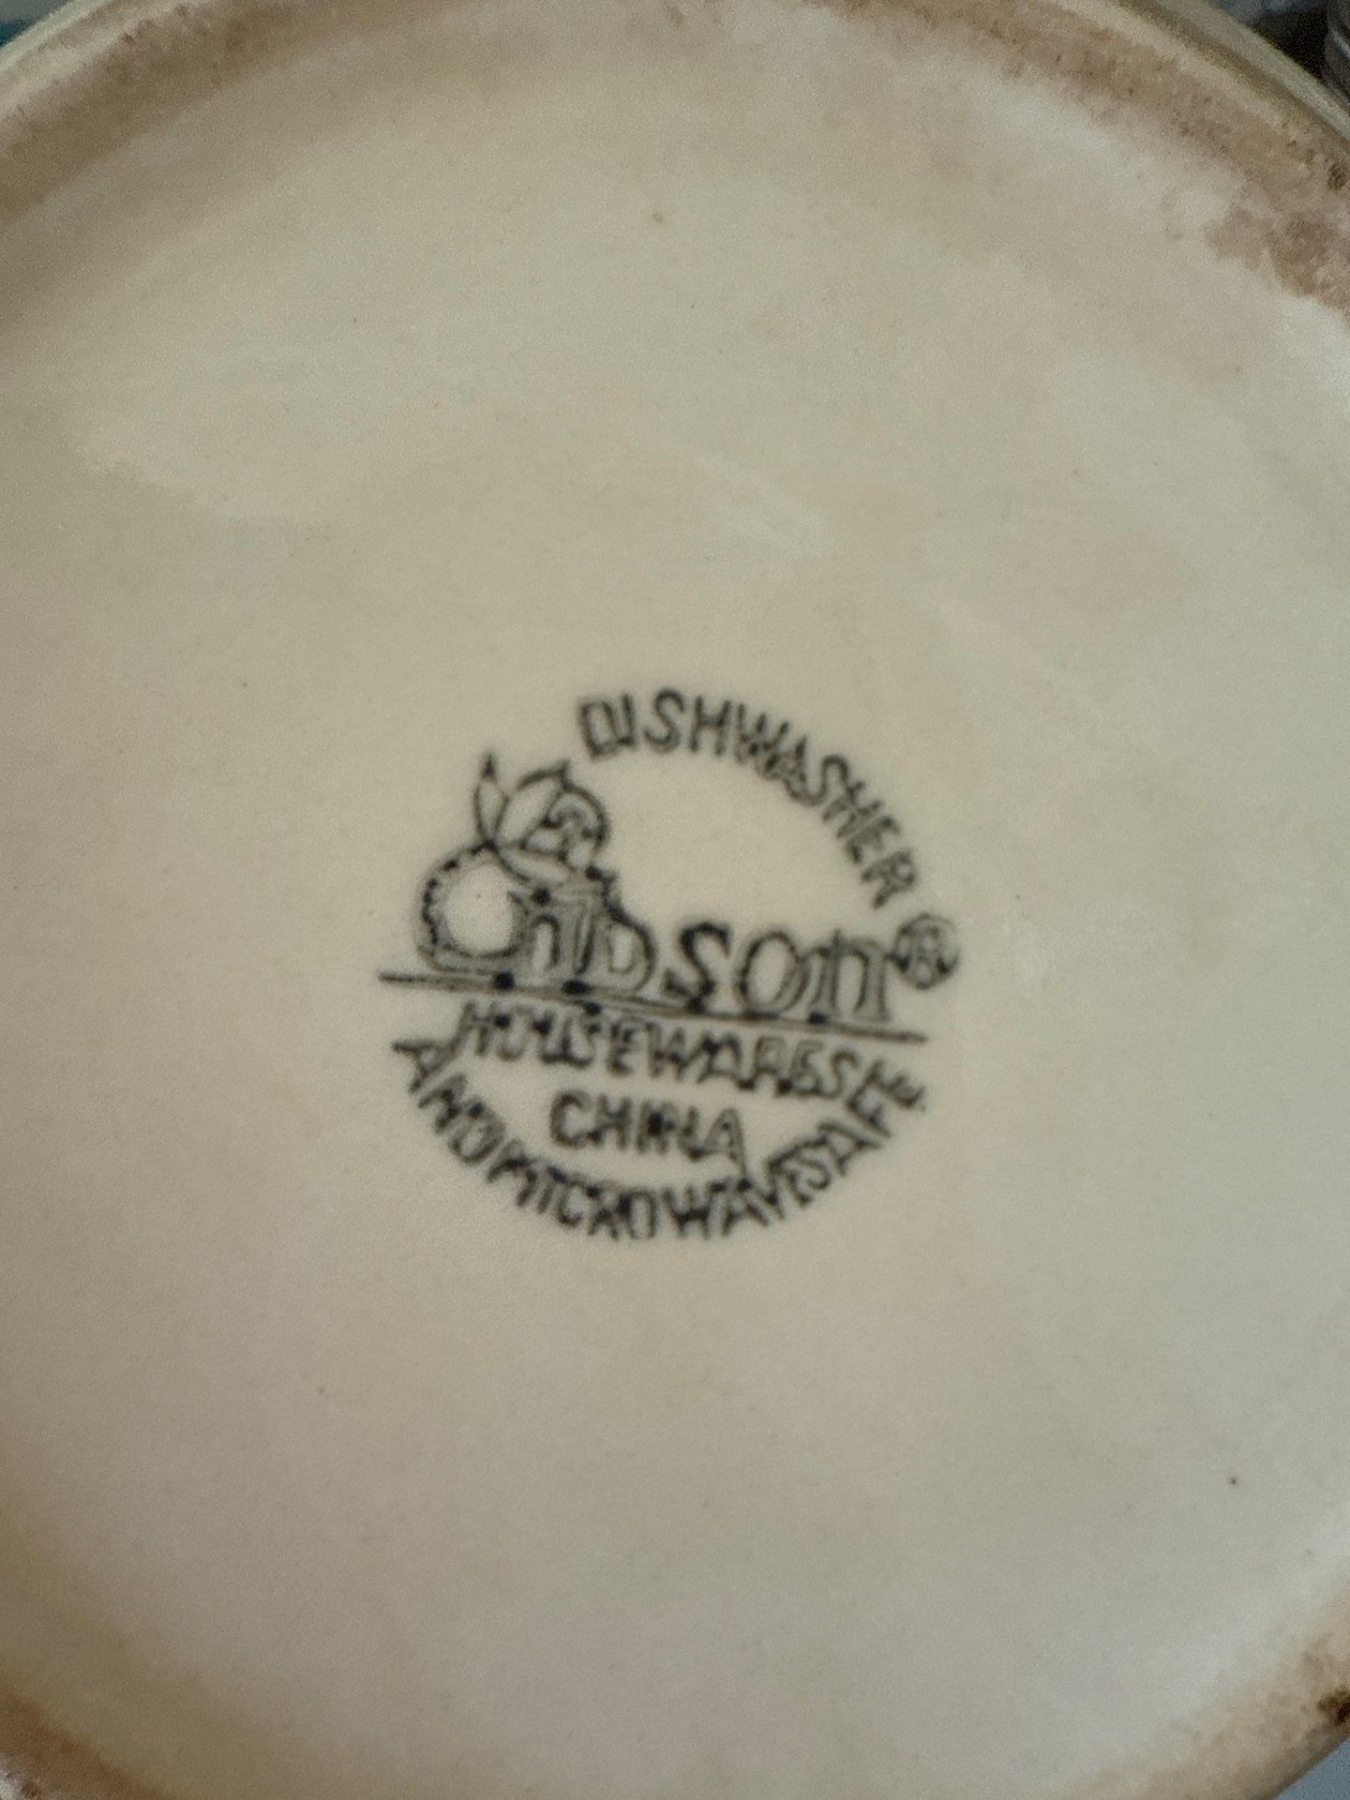 DISHWASHER
Gibson®
HOUSEWARES
CHINA
AND MICROWAVE SAFE